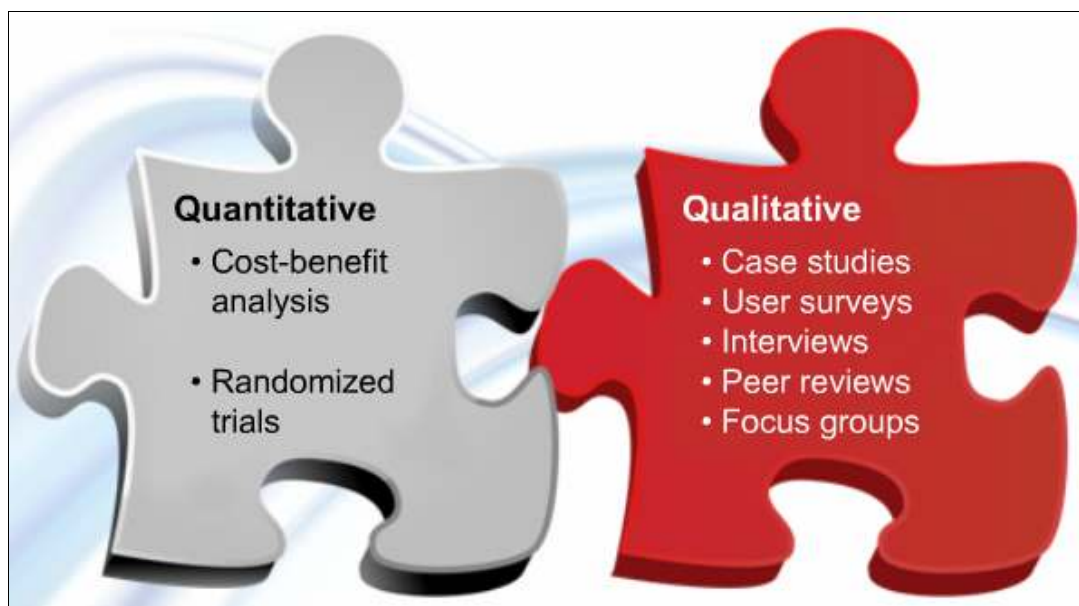 Quantitative
• Cost-benefit
analysis
• Randomized
trials
Qualitative
• Case studies
• User surveys
• Interviews
• Peer reviews
• Focus groups